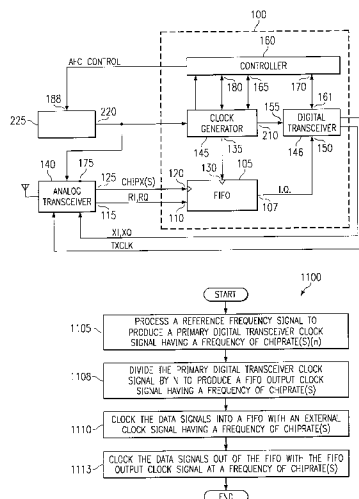 100
160
CONTROLLER
AFC CONTROL
188
180 165
170
220
155
161
225
CLOCK
GENERATOR
210
DIGITAL
TRANSCEIVER
145 135
146 150
140 175
125
CHIPX(S)
120
130
105
FIFO
I.Q.
ANALOG
TRANSCEIVER
115
RI,RQ
110
107
XI,XQ
TXCLK
1100
START
1105
PROCESS A REFERENCE FREQUENCY SIGNAL TO
PRODUCE A PRIMARY DIGITAL TRANSCEIVER CLOCK
SIGNAL HAVING A FREQUENCY OF CHIPRATE(S)(n)
1108
DIVIDE THE PRIMARY DIGITAL TRANSCEIVER CLOCK
SIGNAL BY N TO PRODUCE A FIFO OUTPUT CLOCK
SIGNAL HAVING A FREQUENCY OF CHIPRATE(S)
1110
CLOCK THE DATA SIGNALS INTO A FIFO WITH AN EXTERNAL
CLOCK SIGNAL HAVING A FREQUENCY OF CHIPRATE(S)
1113
CLOCK THE DATA SIGNALS OUT OF THE FIFO WITH THE FIFO
OUTPUT CLOCK SIGNAL AT A FREQUENCY OF CHIPRATE(S)
END